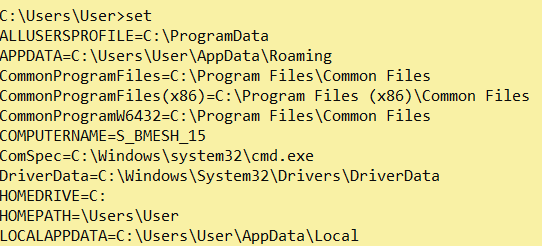 C:\Users\User>set
ALLUSERSPROFILE=C:\ProgramData
APPDATA=C:\Users\User\AppData\Roaming
CommonProgramFiles=C:\Program Files\Common Files
CommonProgramFiles(x86)=C:\Program Files (x86)\Common Files
CommonProgramW6432=C:\Program Files\Common Files
COMPUTERNAME=S_BMESH_15
ComSpec=C:\Windows\system32\cmd.exe
DriverData=C:\Windows\System32\Drivers\DriverData
HOMEDRIVE=C:
HOMEPATH=\Users\User
LOCALAPPDATA=C:\Users\User\AppData\Local